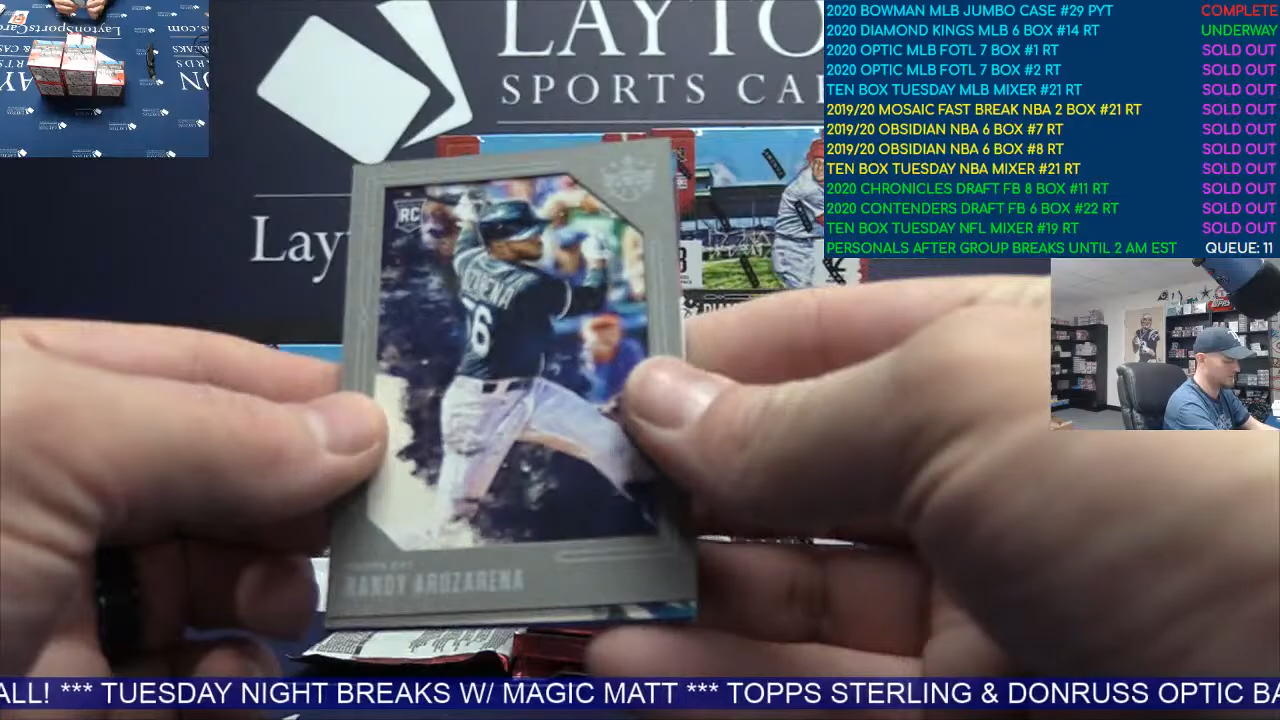 LAYTO
SPORTS CA
Lay
2020 BOWMAN MLB JUMBO CASE #29 PYT COMPLETE
2020 DIAMOND KINGS MLB 6 BOX #14 RT UNDERWAY
2020 OPTIC MLB FOTL 7 BOX #1 RT SOLD OUT
2020 OPTIC MLB FOTL 7 BOX #2 RT SOLD OUT
TEN BOX TUESDAY MLB MIXER #21 RT SOLD OUT
2019/20 MOSAIC FAST BREAK NBA 2 BOX #21 RT SOLD OUT
2019/20 OBSIDIAN NBA 6 BOX #7 RT SOLD OUT
2019/20 OBSIDIAN NBA 6 BOX #8 RT SOLD OUT
TEN BOX TUESDAY NBA MIXER #21 RT SOLD OUT
2020 CHRONICLES DRAFT FB 8 BOX #11 RT SOLD OUT
2020 CONTENDERS DRAFT FB 6 BOX #22 RT SOLD OUT
TEN BOX TUESDAY NFL MIXER #19 RT SOLD OUT
PERSONALS AFTER GROUP BREAKS UNTIL 2 AM EST QUEUE: 11
RC
RANDY AROZARENA
ALL! *** TUESDAY NIGHT BREAKS W/ MAGIC MATT *** TOPPS STERLING & DONRUSS OPTIC BA